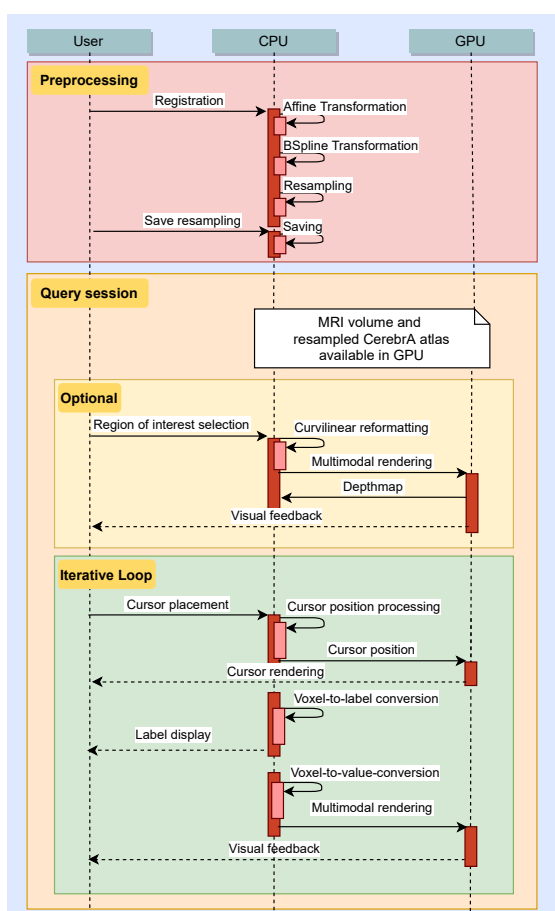 User
CPU
GPU
Preprocessing
Registration
Affine Transformation
BSpline Transformation
Resampling
Save resampling
Saving
Query session
MRI volume and
resampled CerebrA atlas
available in GPU
Optional
Region of interest selection
Curvilinear reformatting
Multimodal rendering
Depthmap
Visual feedback
Iterative Loop
Cursor placement
Cursor position processing
Cursor position
Cursor rendering
Voxel-to-label conversion
Label display
Voxel-to-value-conversion
Multimodal rendering
Visual feedback